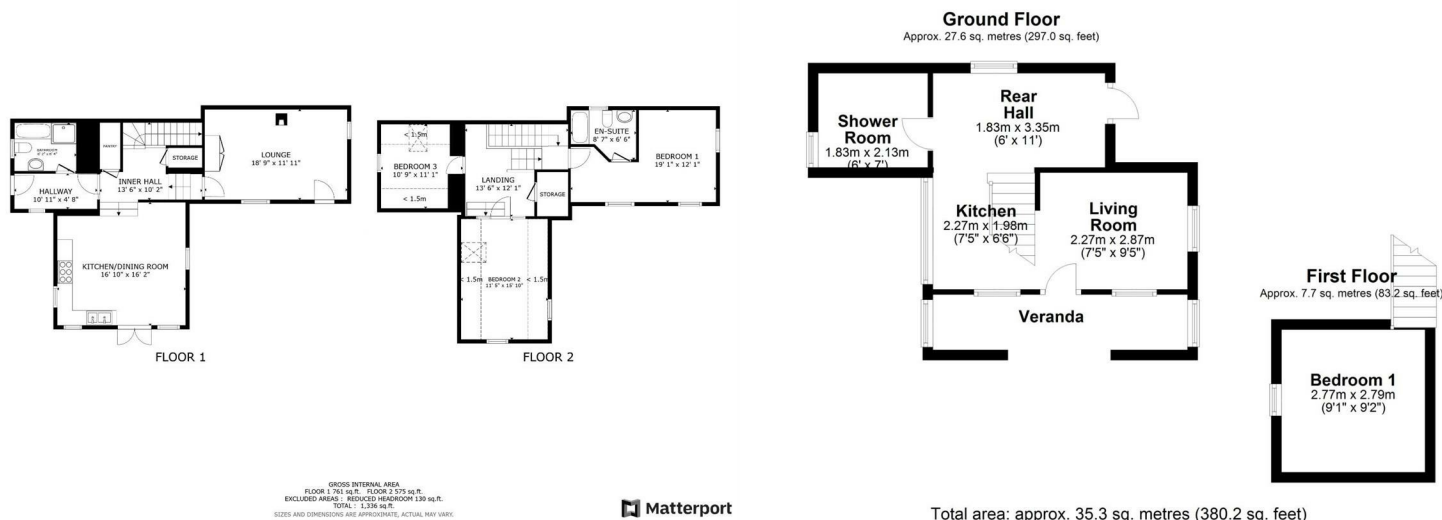 BATHROOM
PANTRY
STORAGE
LOUNGE
18' 9" x 11' 11"
INNER HALL
13' 6" x 10' 2"
HALLWAY
10' 11" x 4' 8"
KITCHEN/DINING ROOM
16' 10" x 16' 2"
FLOOR 1
< 1.5m
BEDROOM 3
10' 9" x 11' 1"
< 1.5m
LANDING
13' 6" x 12' 1"
STORAGE
EN-SUITE
8' 7" x 6' 6"
BEDROOM 1
19' 1" x 12' 1"
< 1.5m
BEDROOM 2
11' 5" x 15' 10"
< 1.5m
FLOOR 2
GROSS INTERNAL AREA
FLOOR 1 761 sq.ft. FLOOR 2 575 sq.ft.
EXCLUDED AREAS : REDUCED HEADROOM 130 sq.ft.
TOTAL : 1,336 sq.ft.
SIZES AND DIMENSIONS ARE APPROXIMATE, ACTUAL MAY VARY.
Matterport
Ground Floor
Approx. 27.6 sq. metres (297.0 sq. feet)
Shower
Room
1.83m x 2.13m
(6' x 7')
Rear
Hall
1.83m x 3.35m
(6' x 11')
Kitchen
2.27m x 1.98m
(7'5" x 6'6")
Living
Room
2.27m x 2.87m
(7'5" x 9'5")
Veranda
First Floor
Approx. 7.7 sq. metres (83.2 sq. feet)
Bedroom 1
2.77m x 2.79m
(9'1" x 9'2")
Total area: approx. 35.3 sq. metres (380.2 sq. feet)